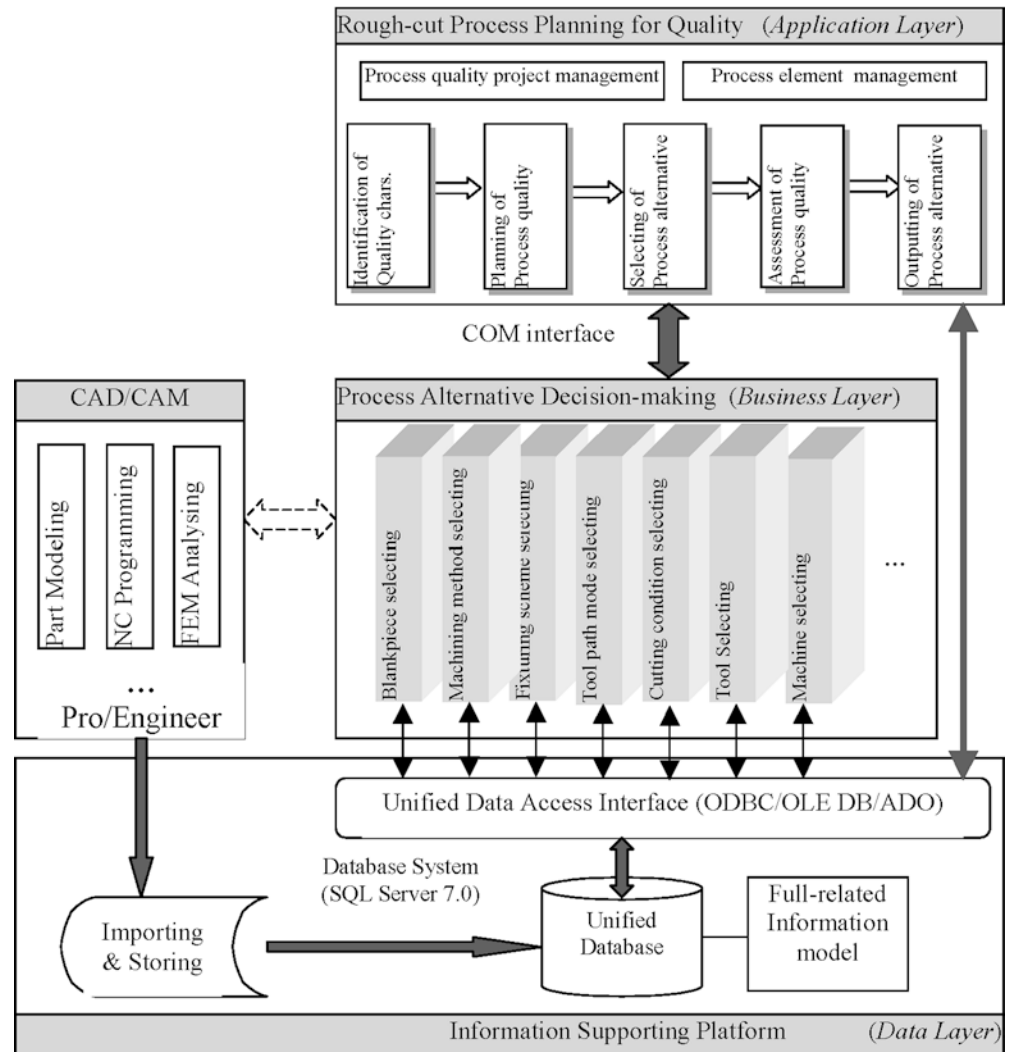 Rough-cut Process Planning for Quality (Application Layer)
Process quality project management
Process element management
Identification of
Quality chars.
Planning of
Process quality
Selecting of
Process alternative
Assessment of
Process quality
Outputting of
Process alternative
COM interface
CAD/CAM
Part Modeling
NC Programming
FEM Analysing
...
Pro/Engineer
Process Alternative Decision-making (Business Layer)
Blankpiece selecting
Machining method selecting
Fixturing scheme selecting
Tool path mode selecting
Cutting condition selecting
Tool Selecting
Machine selecting
...
Unified Data Access Interface (ODBC/OLE DB/ADO)
Database System
(SQL Server 7.0)
Importing
& Storing
Unified
Database
Full-related
Information
model
Information Supporting Platform (Data Layer)